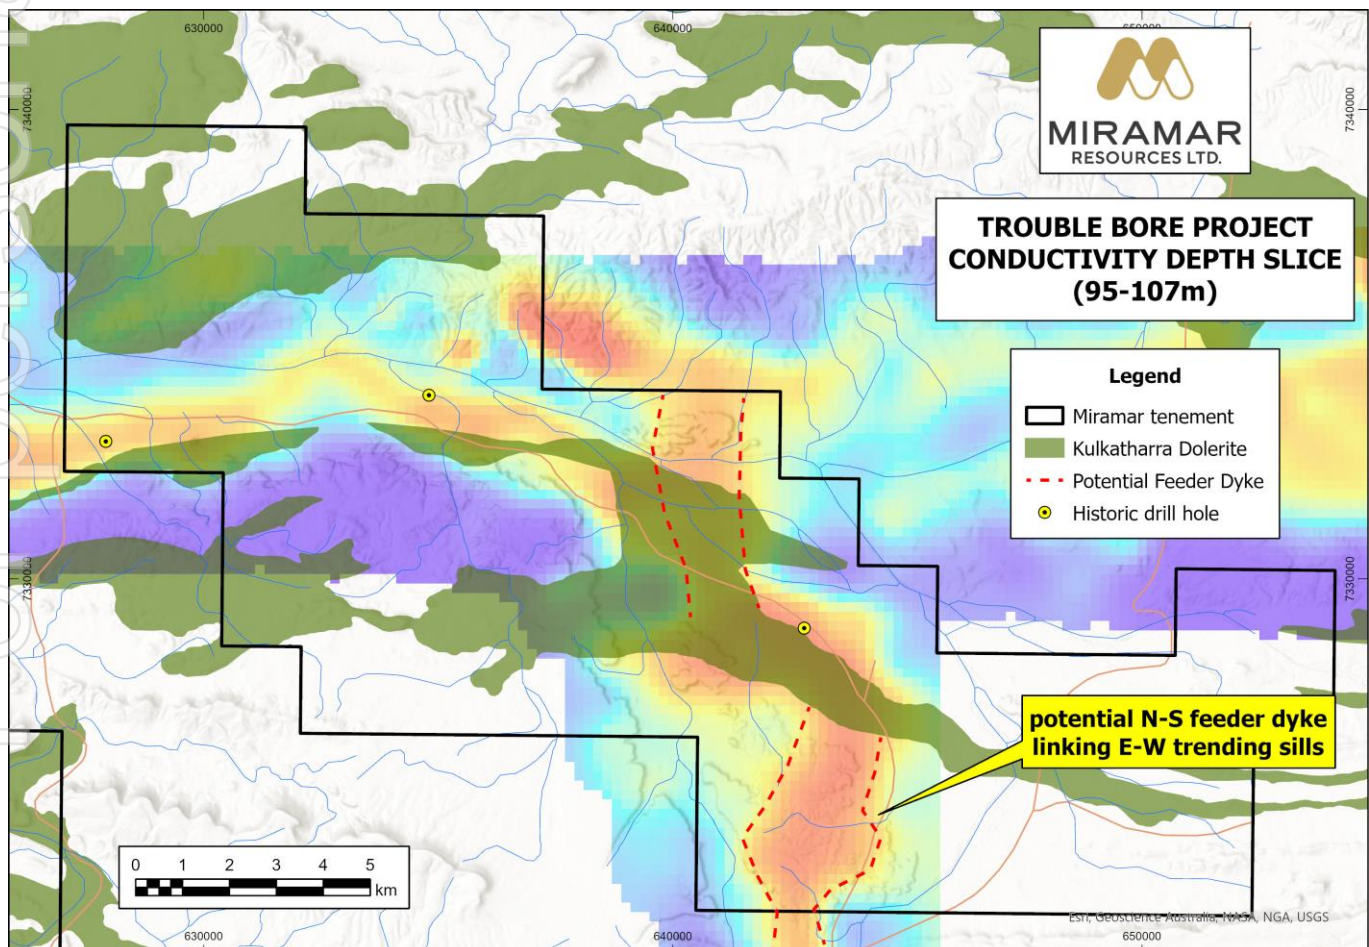 630000
640000
650000
7340000
7340000
MIRAMAR
RESOURCES LTD.
TROUBLE BORE PROJECT
CONDUCTIVITY DEPTH SLICE
(95-107m)
Legend
Miramar tenement
Kulkatharra Dolerite
Potential Feeder Dyke
Historic drill hole
7330000
7330000
potential N-S feeder dyke
linking E-W trending sills
0 1 2 3 4 5
km
Esri, Geoscience Australia, NASA, NGA, USGS
630000
640000
650000